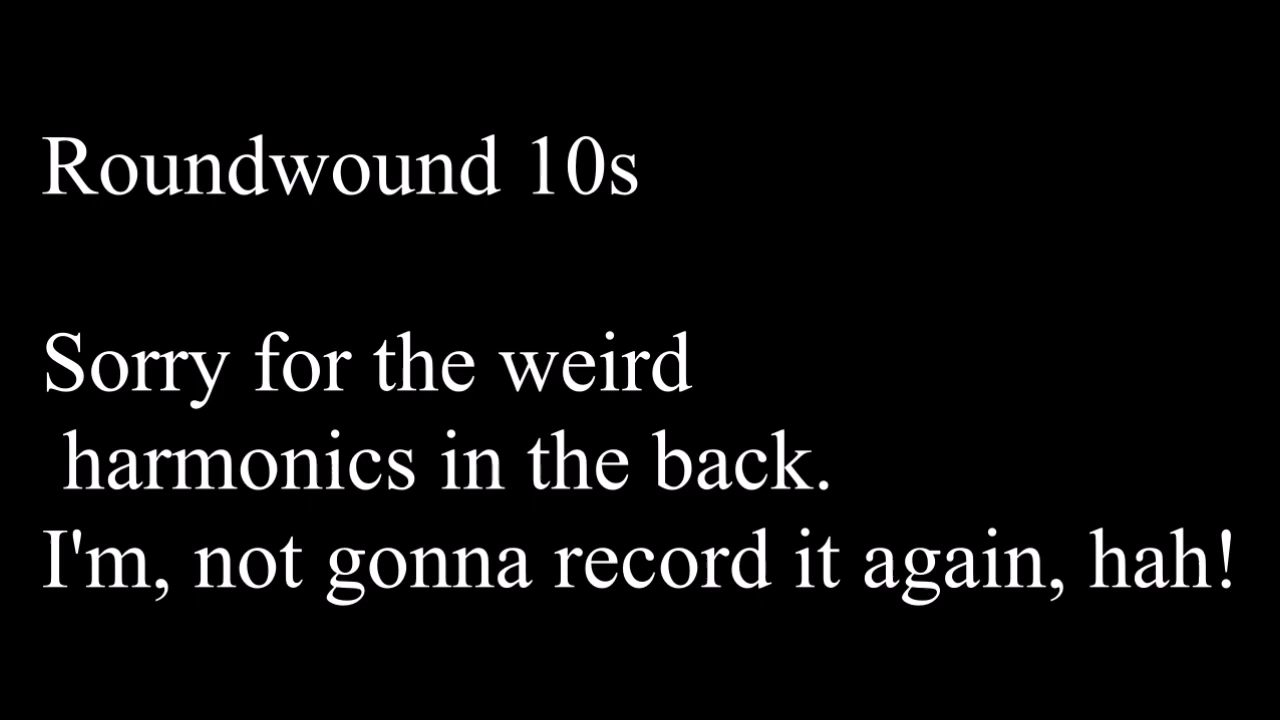 Roundwound 10s
Sorry for the weird
harmonics in the back.
I'm, not gonna record it again, hah!